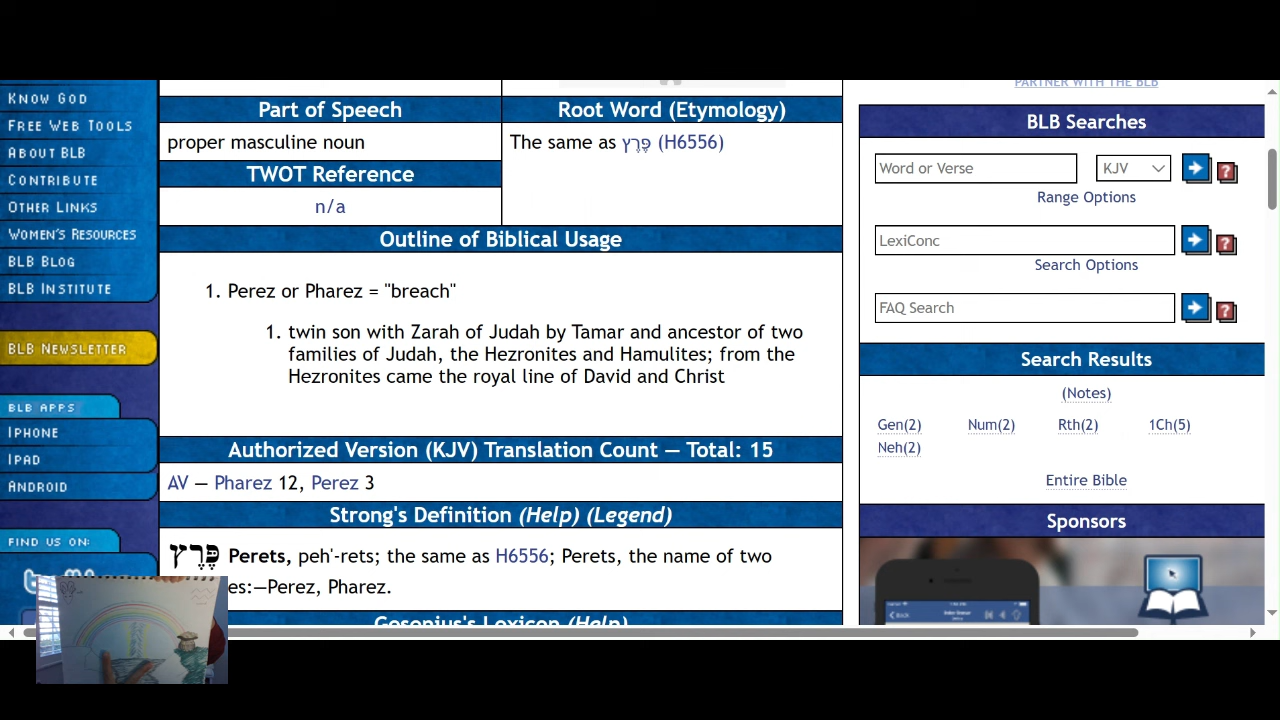 KNOW GOD
FREE WEB TOOLS
ABOUT BLB
CONTRIBUTE
OTHER LINKS
WOMEN'S RESOURCES
BLB BLOG
BLB INSTITUTE
BLB NEWSLETTER
BLB APPS
IPHONE
IPAD
ANDROID
FIND US ON:
Part of Speech
proper masculine noun
TWOT Reference
n/a
Root Word (Etymology)
The same as פֶּרֶץ (H6556)
Outline of Biblical Usage
1. Perez or Pharez = "breach"
1. twin son with Zarah of Judah by Tamar and ancestor of two
families of Judah, the Hezronites and Hamulites; from the
Hezronites came the royal line of David and Christ
Authorized Version (KJV) Translation Count — Total: 15
AV — Pharez 12, Perez 3
Strong's Definition (Help) (Legend)
פֶּרֶץ Perets, peh'-rets; the same as H6556; Perets, the name of two
es:—Perez, Pharez.
Gesenius's Lexicon (Help)
PARTNER WITH THE BLB
BLB Searches
Word or Verse
KJV
Range Options
LexiConc
Search Options
FAQ Search
Search Results
(Notes)
Gen(2) Num(2) Rth(2) 1Ch(5)
Neh(2)
Entire Bible
Sponsors